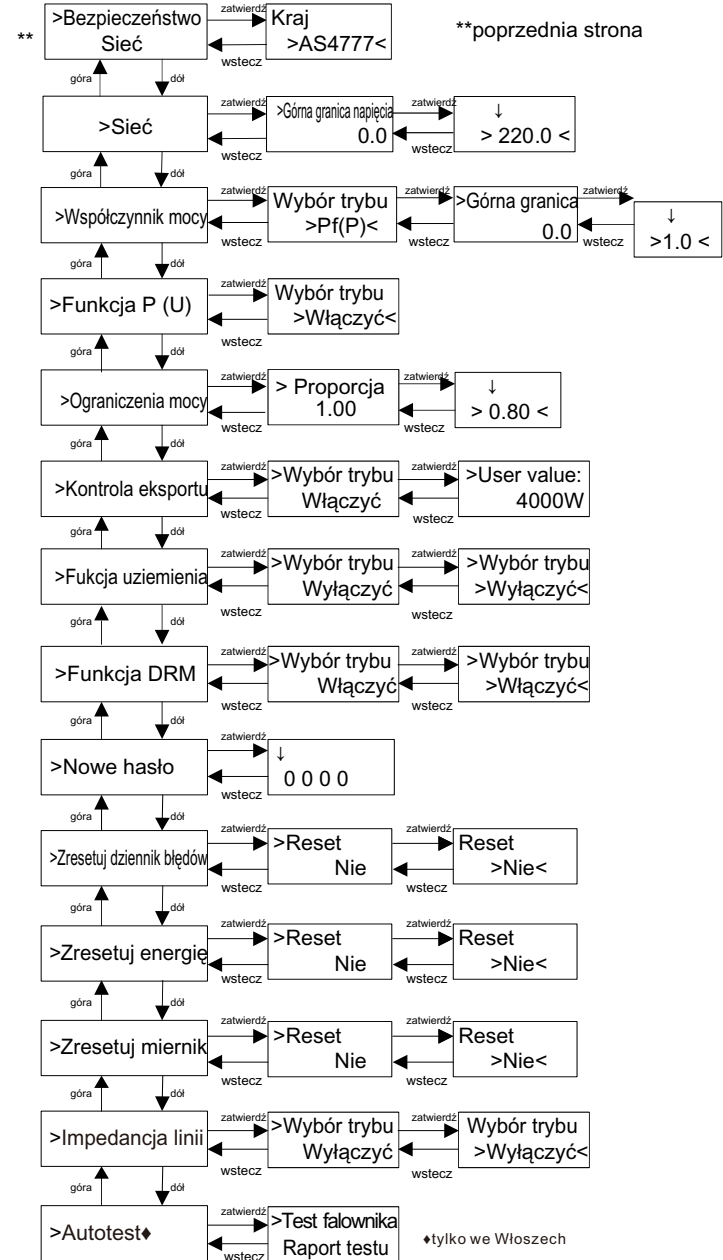 **
>Bezpieczeństwo
Sieć
zatwierdź
wstecz
Kraj
>AS4777<
**poprzednia strona
góra
dół
>Sieć
zatwierdź
wstecz
>Górna granica napięcia
0.0
zatwierdź
wstecz
↓
> 220.0 <
góra
dół
>Współczynnik mocy
zatwierdź
wstecz
Wybór trybu
>Pf(P)<
zatwierdź
wstecz
>Górna granica
0.0
zatwierdź
wstecz
↓
>1.0 <
góra
dół
>Funkcja P (U)
zatwierdź
wstecz
Wybór trybu
>Włączyć<
góra
dół
>Ograniczenia mocy
zatwierdź
wstecz
> Proporcja
1.00
zatwierdź
wstecz
↓
> 0.80 <
góra
dół
>Kontrola eksportu
zatwierdź
wstecz
>Wybór trybu
Włączyć
zatwierdź
wstecz
>User value:
4000W
góra
dół
>Fukcja uziemienia
zatwierdź
wstecz
>Wybór trybu
Wyłączyć
zatwierdź
wstecz
>Wybór trybu
>Wyłączyć<
góra
dół
>Funkcja DRM
zatwierdź
wstecz
>Wybór trybu
Włączyć
zatwierdź
wstecz
>Wybór trybu
>Włączyć<
góra
dół
>Nowe hasło
zatwierdź
wstecz
↓
0 0 0 0
góra
dół
>Zresetuj dziennik błędów
zatwierdź
wstecz
>Reset
Nie
zatwierdź
wstecz
Reset
>Nie<
góra
dół
>Zresetuj energię
zatwierdź
wstecz
>Reset
Nie
zatwierdź
wstecz
Reset
>Nie<
góra
dół
>Zresetuj miernik
zatwierdź
wstecz
>Reset
Nie
zatwierdź
wstecz
Reset
>Nie<
góra
dół
>Impedancja linii
zatwierdź
wstecz
>Wybór trybu
Wyłączyć
zatwierdź
wstecz
Wybór trybu
>Wyłączyć<
góra
dół
>Autotest♦
zatwierdź
wstecz
>Test falownika
Raport testu
♦tylko we Włoszech